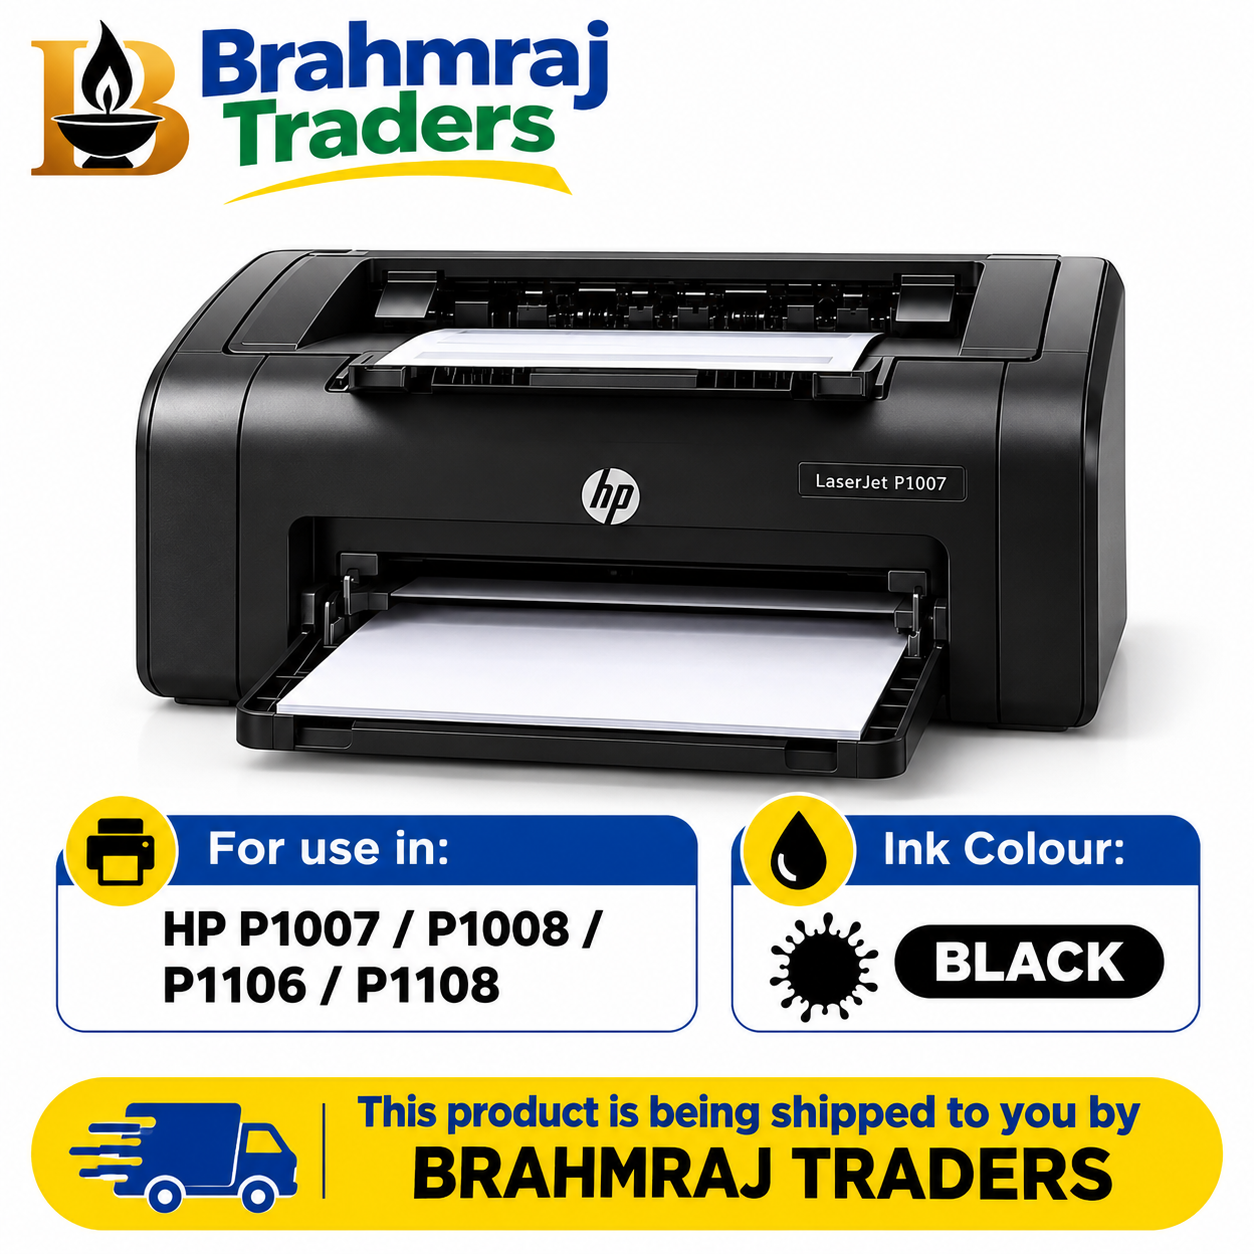 B
Brahmraj
Traders
hp
LaserJet P1007
For use in:
HP P1007 / P1008 /
P1106 / P1108
Ink Colour:
BLACK
This product is being shipped to you by
BRAHMRAJ TRADERS